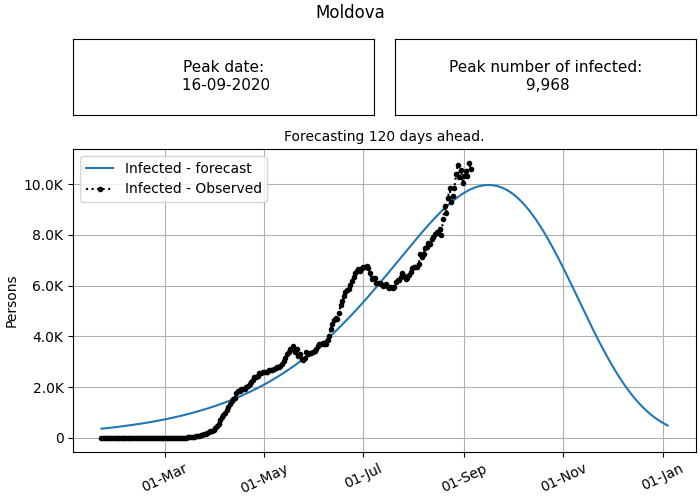 Moldova
Peak date:
16-09-2020
Peak number of infected:
9,968
Forecasting 120 days ahead.
Infected - forecast
Infected - Observed
Persons
10.0K
8.0K
6.0K
4.0K
2.0K
0
01-Mar
01-May
01-Jul
01-Sep
01-Nov
01-Jan